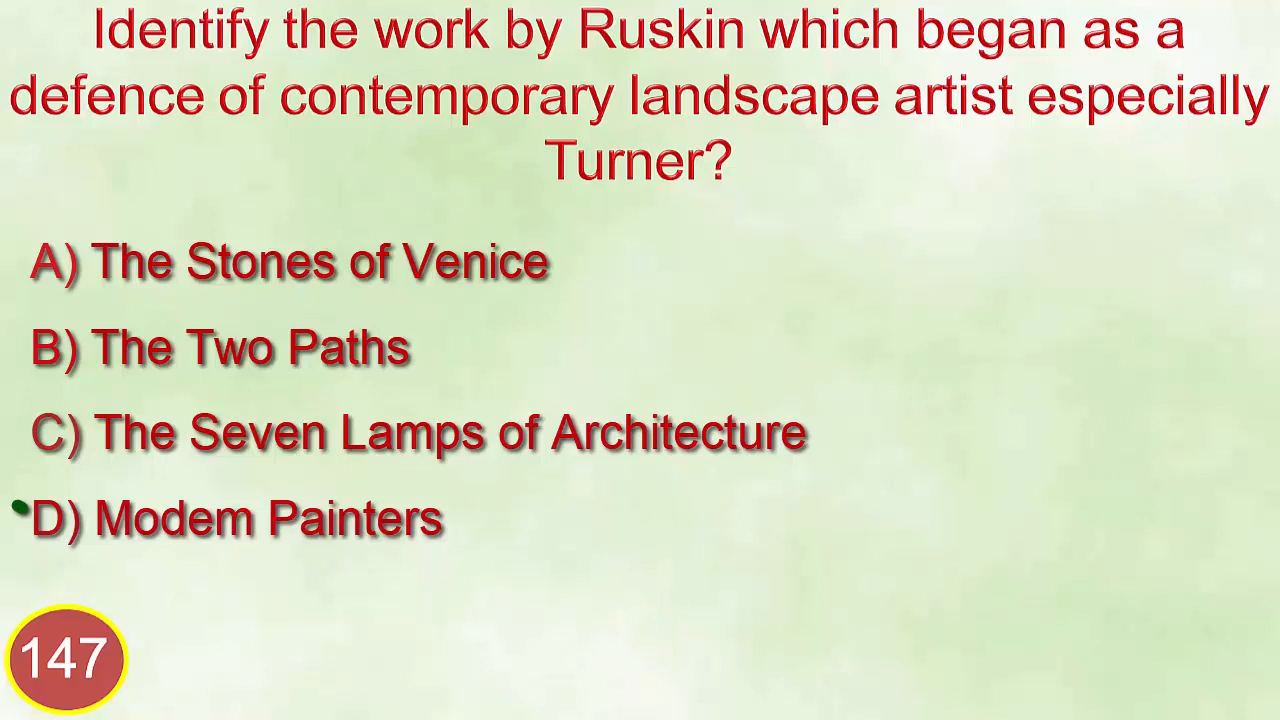 Identify the work by Ruskin which began as a
defence of contemporary landscape artist especially
Turner?
A) The Stones of Venice
B) The Two Paths
C) The Seven Lamps of Architecture
D) Modem Painters
147